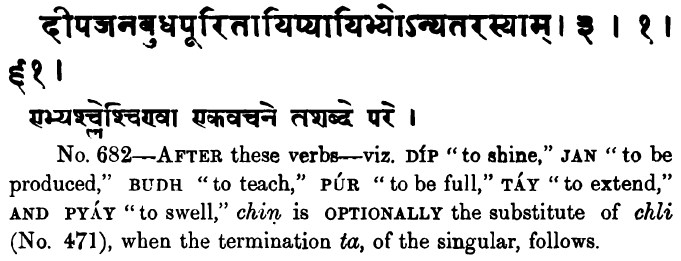 दीपजनबुधपूरितायिप्यायिभ्योऽन्यतरस्याम्। ३ । १ ।
६१ ।
एभ्यश्च्लेश्चिण्वा एकवचने तशब्दे परे ।
No. 682—AFTER these verbs—viz. DÍP “to shine,” JAN “to be
produced,” BUDH “to teach,” PÚR “to be full,” TÁY “to extend,”
AND PYÁY “to swell,” chiṇ is OPTIONALLY the substitute of chli
(No. 471), when the termination ta, of the singular, follows.